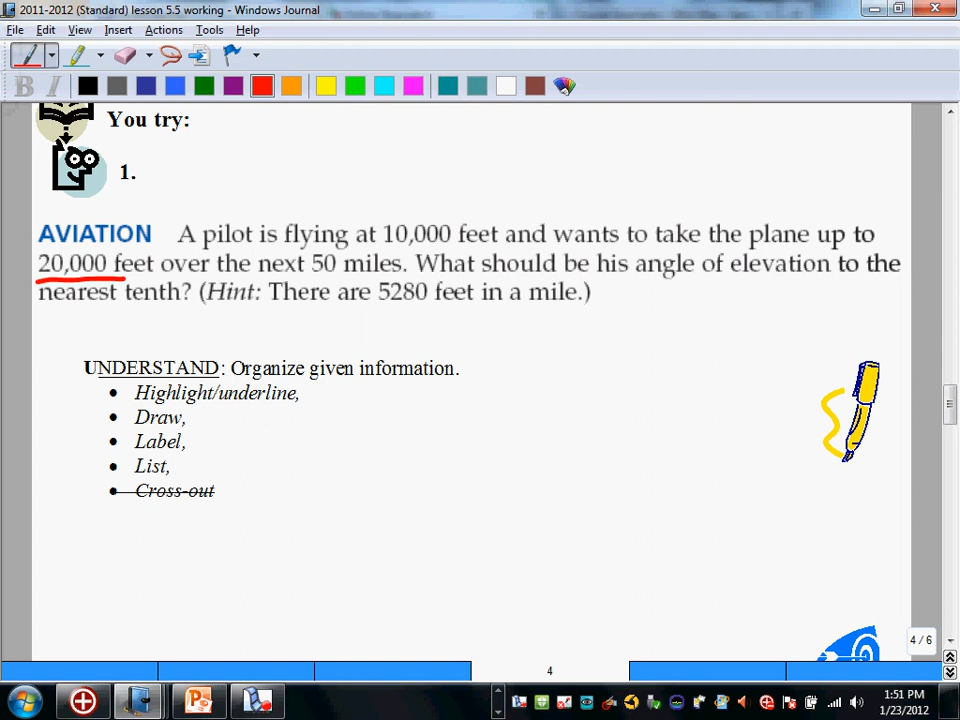 2011-2012 (Standard) lesson 5.5 working - Windows Journal
File Edit View Insert Actions Tools Help
B I
You try:
1.
AVIATION A pilot is flying at 10,000 feet and wants to take the plane up to
20,000 feet over the next 50 miles. What should be his angle of elevation to the
nearest tenth? (Hint: There are 5280 feet in a mile.)
UNDERSTAND: Organize given information.
• Highlight/underline,
• Draw,
• Label,
• List,
• Cross-out
4 / 6
4
1:51 PM
1/23/2012